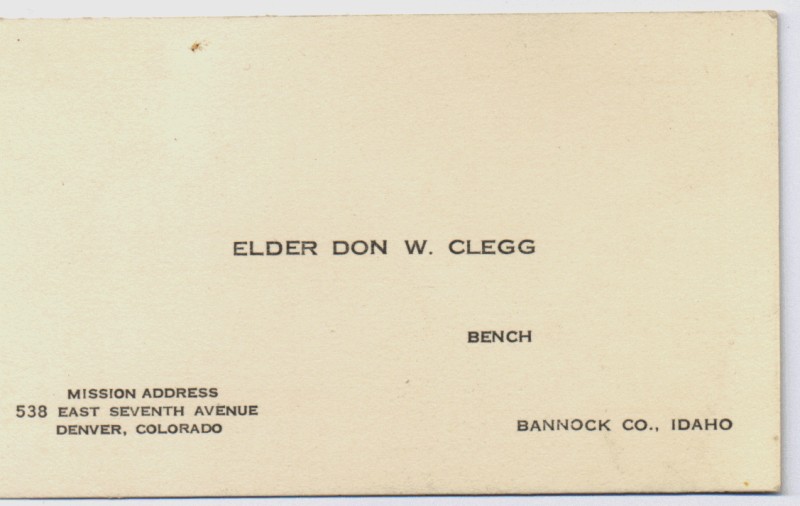 ELDER DON W. CLEGG
BENCH
MISSION ADDRESS
538 EAST SEVENTH AVENUE
DENVER, COLORADO
BANNOCK CO., IDAHO